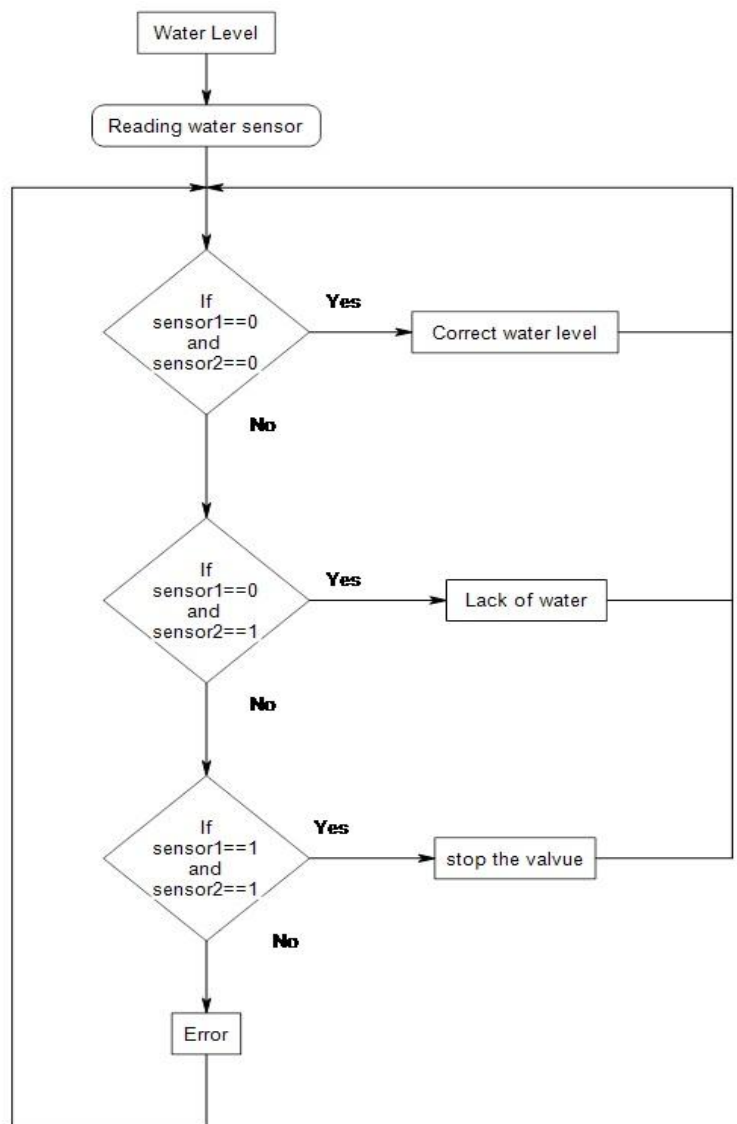 Water Level
Reading water sensor
If
sensor1==0
and
sensor2==0
Yes
Correct water level
No
If
sensor1==0
and
sensor2==1
Yes
Lack of water
No
If
sensor1==1
and
sensor2==1
Yes
stop the valvue
No
Error